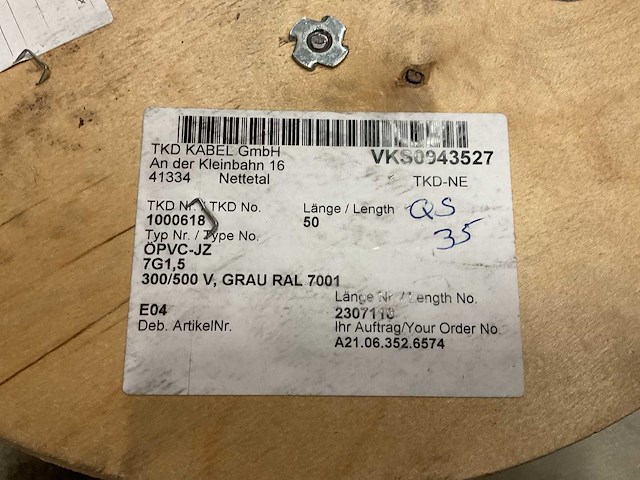 TKD KABEL GmbH
An der Kleinbahn 16
41334 Nettetal
VKS0943527
TKD-NE
TKD Nr. / TKD No.
1000618
Länge / Length
50
QS
35
Typ Nr. / Type No.
ÖPVC-JZ
7G1,5
300/500 V, GRAU RAL 7001
E04
Deb. ArtikelNr.
Länge Nr. / Length No.
Ihr Auftrag/Your Order No.
A21.06.352.6574